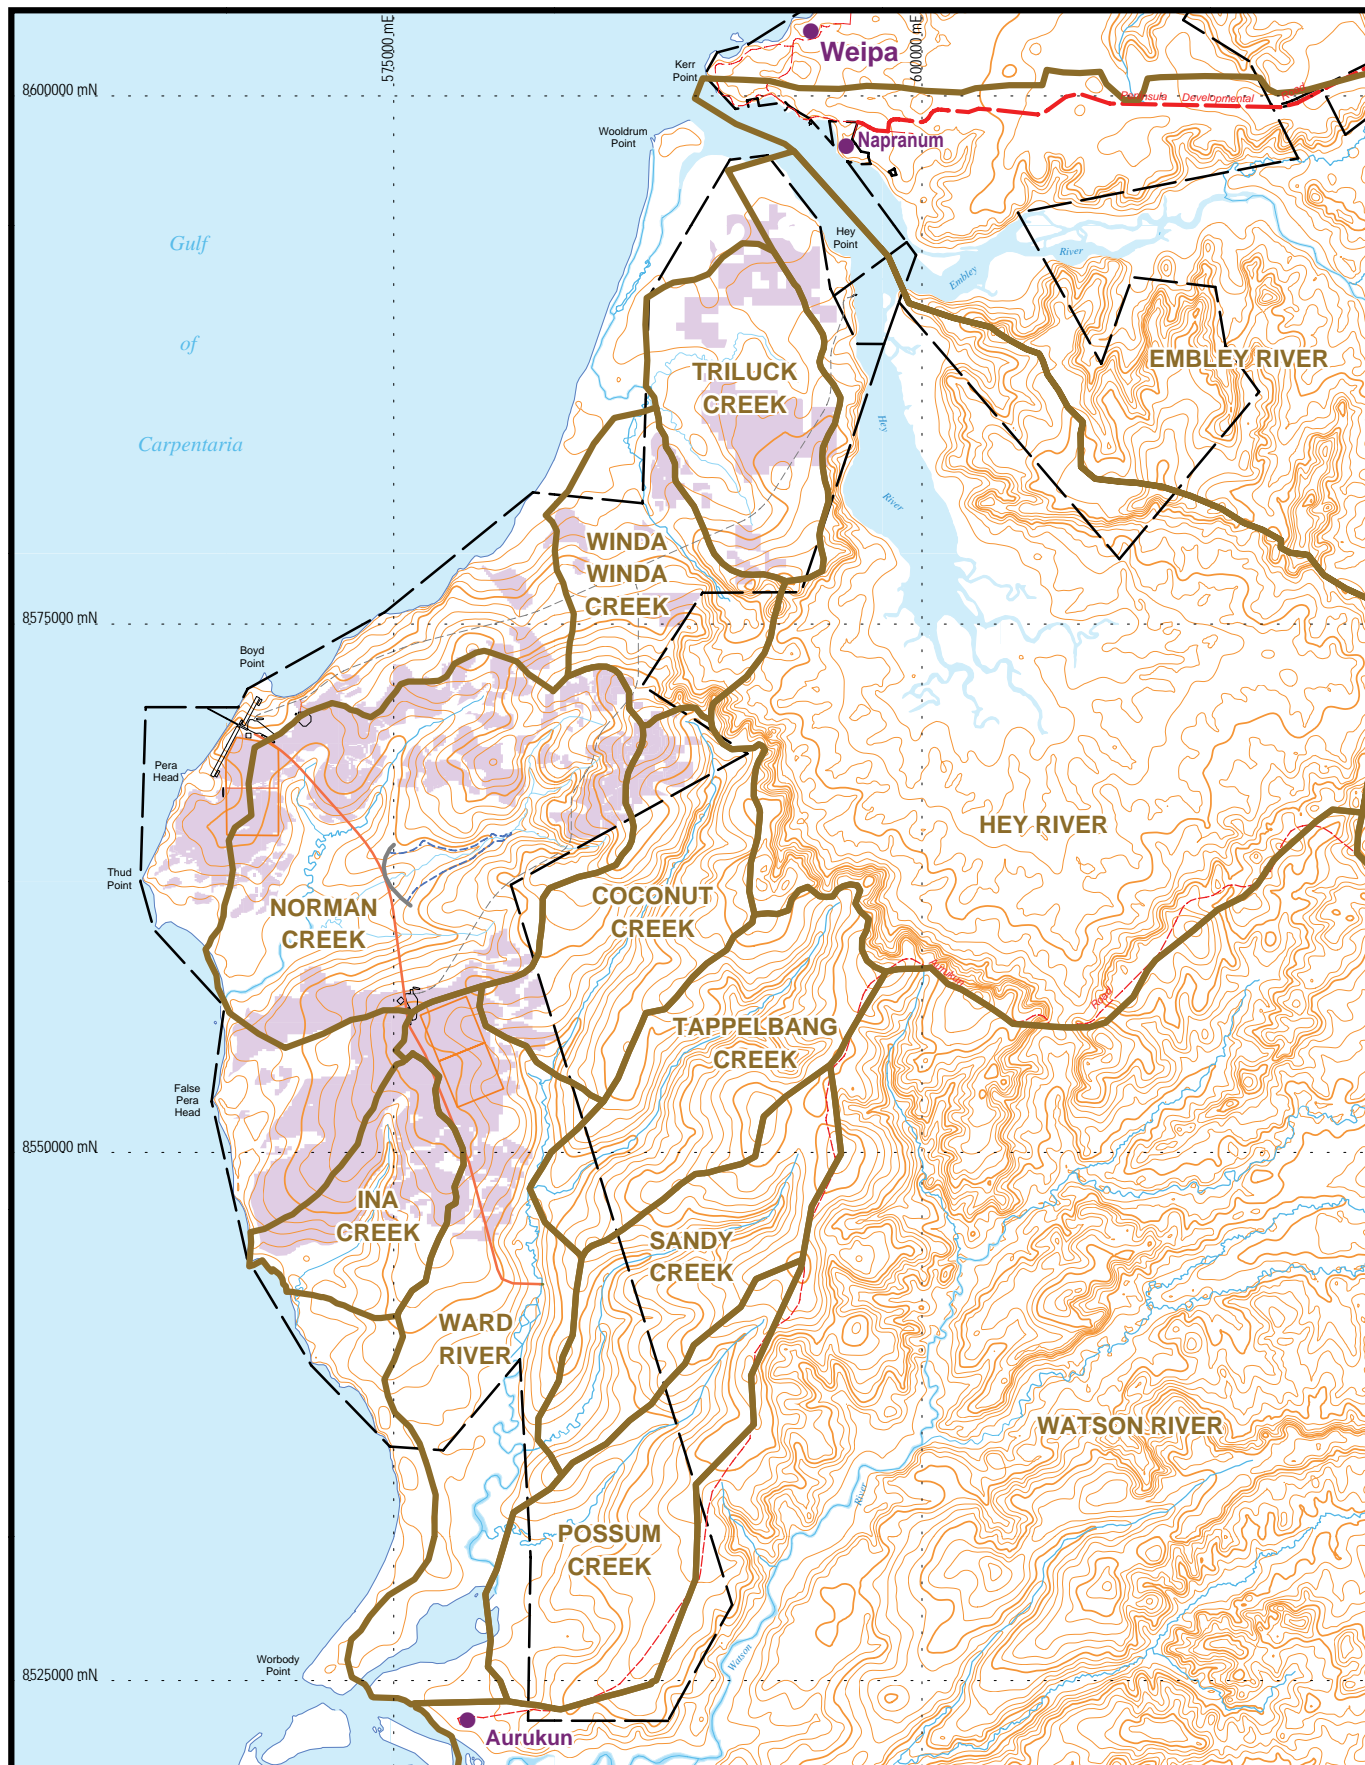 575000 mE
600000 mE
Weipa
Kerr
Point
8600000 mN
Peninsula Developmental Road
Wooldrum
Point
Napranum
Gulf
of
Carpentaria
Hey
Point
Embley
River
TRILUCK
CREEK
EMBLEY RIVER
Hey
River
WINDA
WINDA
CREEK
8575000 mN
Boyd
Point
Pera
Head
HEY RIVER
Thud
Point
NORMAN
CREEK
COCONUT
CREEK
Aurukun
Road
TAPPELBANG
CREEK
False
Pera
Head
8550000 mN
INA
CREEK
SANDY
CREEK
WARD
RIVER
WATSON RIVER
River
POSSUM
CREEK
Watson
Worbody
Point
8525000 mN
Aurukun